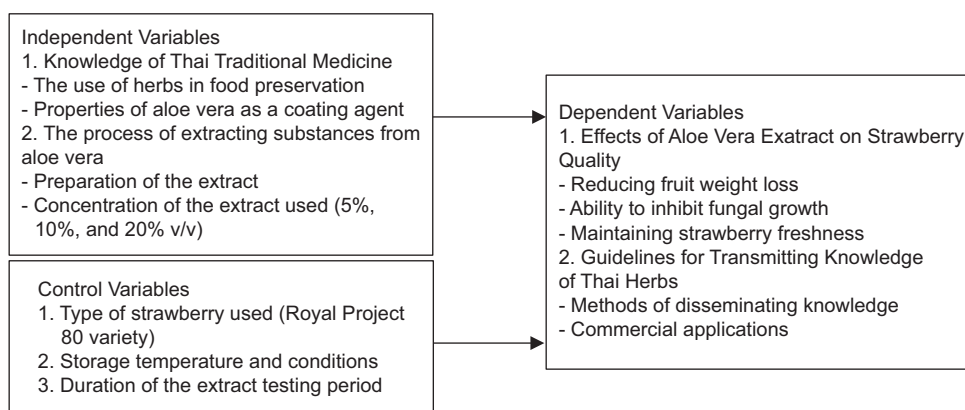 Independent Variables
1. Knowledge of Thai Traditional Medicine
- The use of herbs in food preservation
- Properties of aloe vera as a coating agent
2. The process of extracting substances from
aloe vera
- Preparation of the extract
- Concentration of the extract used (5%,
10%, and 20% v/v)
Control Variables
1. Type of strawberry used (Royal Project
80 variety)
2. Storage temperature and conditions
3. Duration of the extract testing period
Dependent Variables
1. Effects of Aloe Vera Exatract on Strawberry
Quality
- Reducing fruit weight loss
- Ability to inhibit fungal growth
- Maintaining strawberry freshness
2. Guidelines for Transmitting Knowledge
of Thai Herbs
- Methods of disseminating knowledge
- Commercial applications